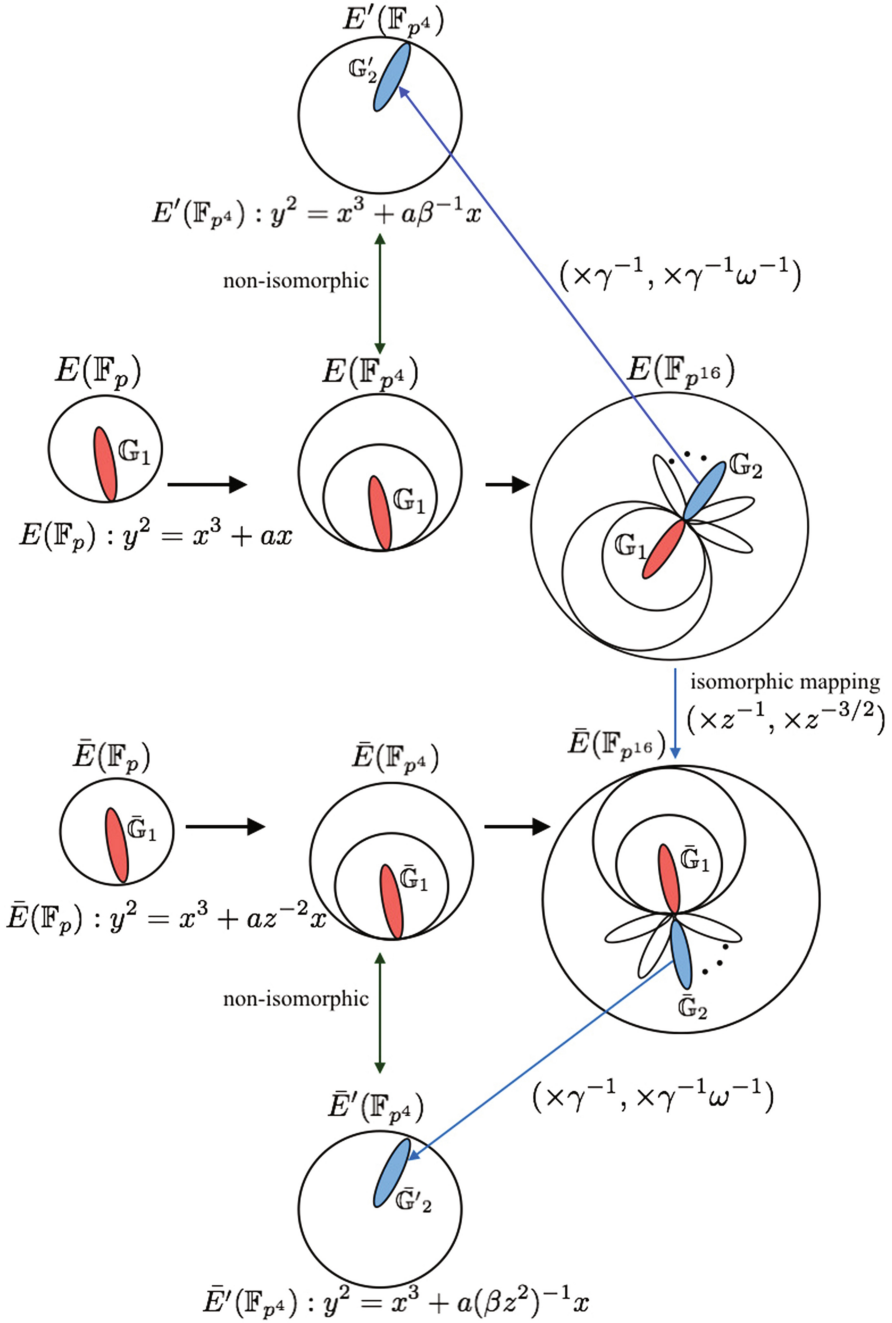 E′(𝔽_{p^4})
𝔾′_2
E′(𝔽_{p^4}) : y^2 = x^3 + aβ^{-1}x
non-isomorphic
(×γ^{-1}, ×γ^{-1}ω^{-1})
E(𝔽_p)
E(𝔽_{p^4})
E(𝔽_{p^{16}})
𝔾_1
𝔾_1
𝔾_2
𝔾_1
E(𝔽_p) : y^2 = x^3 + ax
isomorphic mapping
(×z^{-1}, ×z^{-3/2})
Ē(𝔽_p)
Ē(𝔽_{p^4})
Ē(𝔽_{p^{16}})
𝔾̄_1
𝔾̄_1
𝔾̄_1
Ē(𝔽_p) : y^2 = x^3 + az^{-2}x
non-isomorphic
𝔾̄_2
(×γ^{-1}, ×γ^{-1}ω^{-1})
Ē′(𝔽_{p^4})
𝔾̄′_2
Ē′(𝔽_{p^4}) : y^2 = x^3 + a(βz^2)^{-1}x